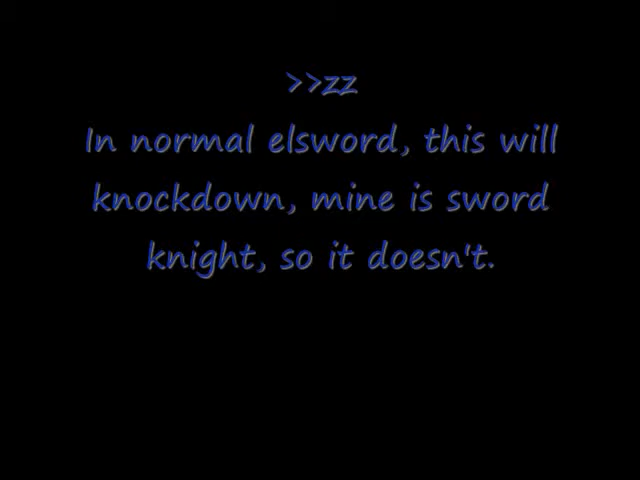 >>zz
In normal elsword, this will
knockdown, mine is sword
knight, so it doesn't.